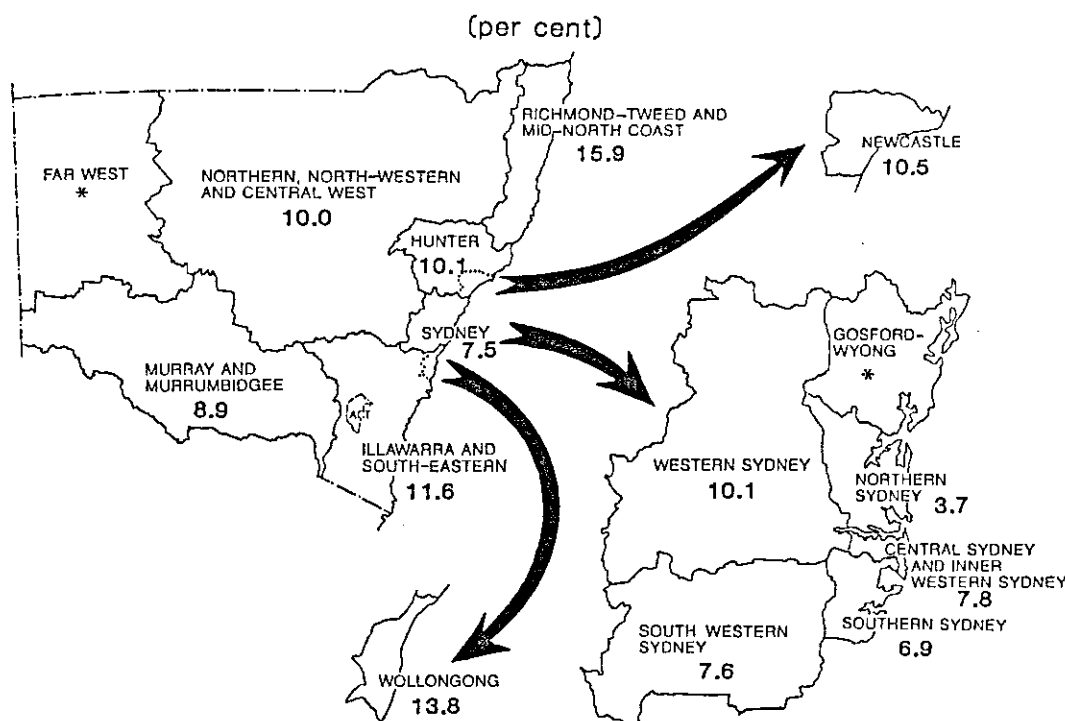 (per cent)
RICHMOND-TWEED AND
MID-NORTH COAST
15.9
NEWCASTLE
10.5
FAR WEST
*
NORTHERN, NORTH-WESTERN
AND CENTRAL WEST
10.0
HUNTER
10.1
SYDNEY
7.5
GOSFORD-
WYONG
*
MURRAY AND
MURRUMBIDGEE
8.9
ACT
ILLAWARRA AND
SOUTH-EASTERN
11.6
WESTERN SYDNEY
10.1
NORTHERN
SYDNEY 3.7
CENTRAL SYDNEY
AND INNER
WESTERN SYDNEY
7.8
SOUTHERN SYDNEY
6.9
SOUTH WESTERN
SYDNEY
7.6
WOLLONGONG
13.8